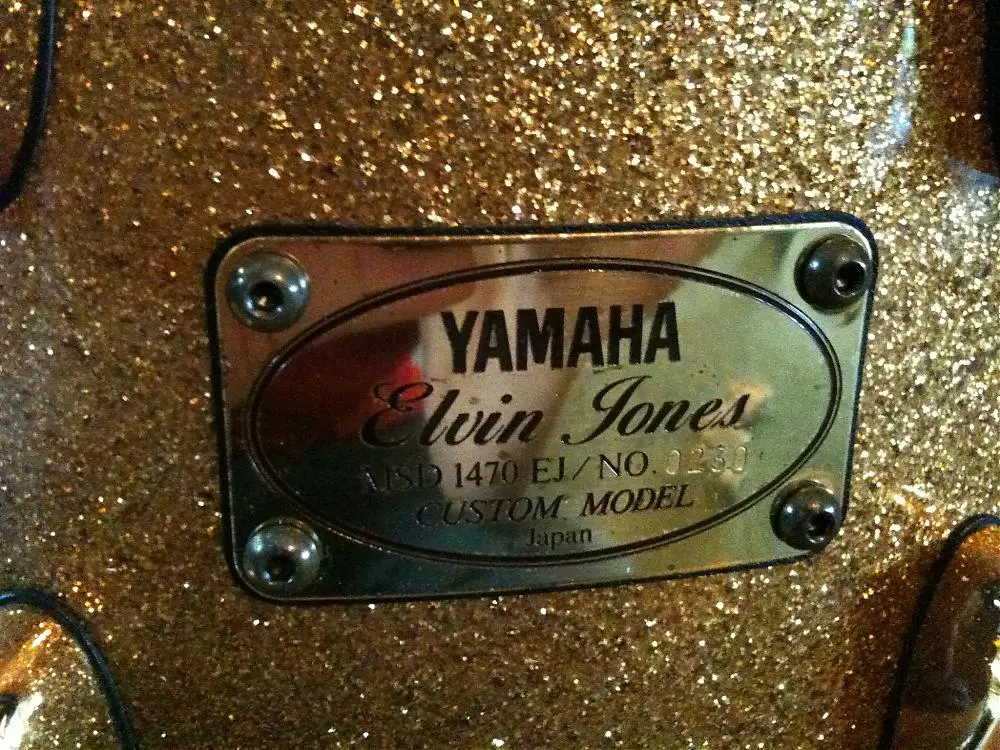 YAMAHA
Elvin Jones
MSD 1470 EJ/NO. 0230
CUSTOM MODEL
Japan